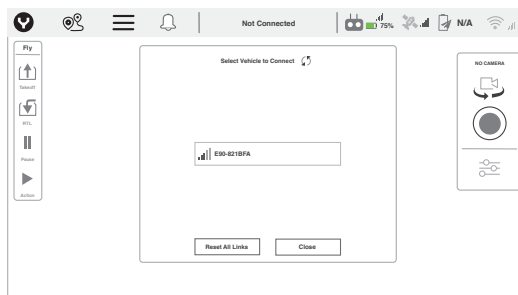 Not Connected
75%
N/A
Fly
Takeoff
RTL
Pause
Action
Select Vehicle to Connect
E90-821BFA
Reset All Links
Close
NO CAMERA